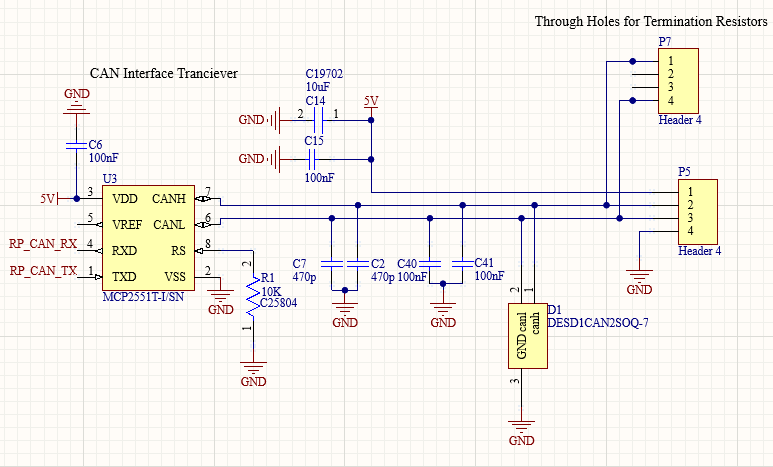 Through Holes for Termination Resistors
P7
1
2
3
4
Header 4
CAN Interface Tranciever
C19702
10uF
C14
GND
2
1
5V
GND
C6
100nF
C15
GND
100nF
U3
P5
5V
3
VDD
CANH
7
1
5
VREF
CANL
6
2
RP_CAN_RX
4
RXD
RS
8
3
RP_CAN_TX
1
TXD
VSS
2
4
MCP2551T-I/SN
Header 4
GND
2
R1
10K
C25804
1
GND
C7
470p
C2
470p
C40
100nF
C41
100nF
GND
GND
GND
2
1
D1
DESD1CAN2SOQ-7
GND canl
canh
3
GND